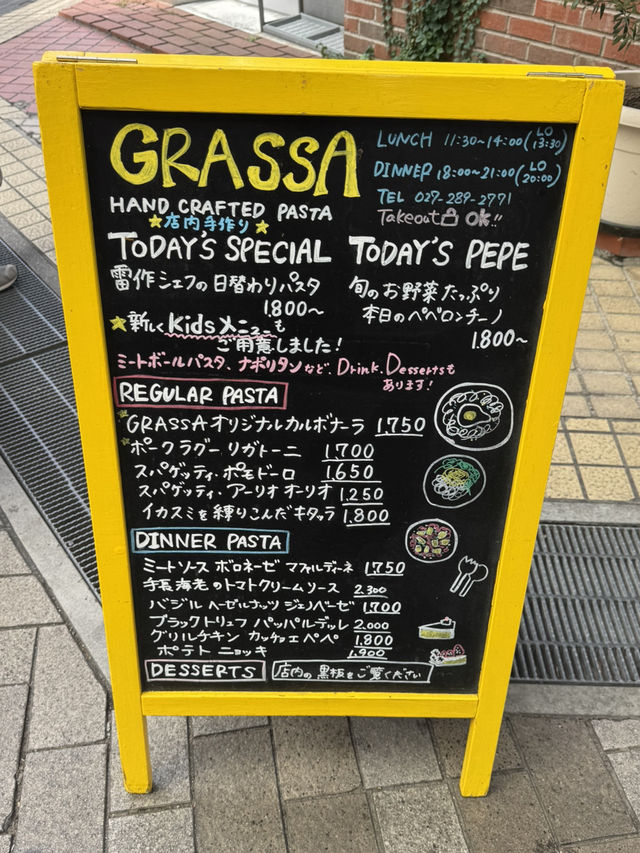 GRASSA
LUNCH 11:30~14:00(LO 13:30)
DINNER 18:00~21:00(LO 20:00)
TEL 027-289-2771
Takeout OK!!
HAND CRAFTED PASTA
店内手作り
TODAY'S SPECIAL
雷作シェフの日替わりパスタ
1.800~
TODAY'S PEPE
旬のお野菜たっぷり
本日のペペロンチーノ
1.800~
新しくKidsメニューも
ご用意しました!
ミートボールパスタ、ナポリタンなど、Drink.Dessertsも
あります!
REGULAR PASTA
GRASSAオリジナルカルボナーラ 1.750
ポークラグーリガトーニ 1.700
スパゲッティ・ポモドーロ 1.650
スパゲッティ・アーリオオーリオ 1.250
イカスミを練りこんだキタッラ 1.800
DINNER PASTA
ミートソース ボロネーゼ マファルディーネ 1.750
手長海老のトマトクリームソース 2.300
バジル ヘーゼルナッツ ジェノベーゼ 1.700
ブラックトリュフ パッパルデッレ 2.000
グリルチキン カッチョエペペ 1.800
ポテト ニョッキ 1.900
DESSERTS 店内の黒板をご覧ください